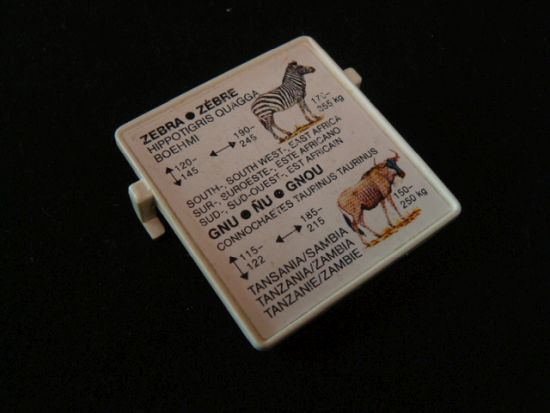 ZEBRA ● ZÈBRE
HIPPOTIGRIS QUAGGA
BOEHMI
↕ 120–145 ↔ 190–245
170–355 kg
SOUTH-, SOUTH WEST-, EAST AFRICA
SUR-, SUROESTE-, ESTE AFRICANO
SUD-, SUD-OUEST-, EST AFRICAIN
GNU ● ÑU ● GNOU
CONNOCHAETES TAURINUS TAURINUS
↕ 115–122 ↔ 185–215
150–250 kg
TANSANIA/SAMBIA
TANZANIA/ZAMBIA
TANZANIE/ZAMBIE